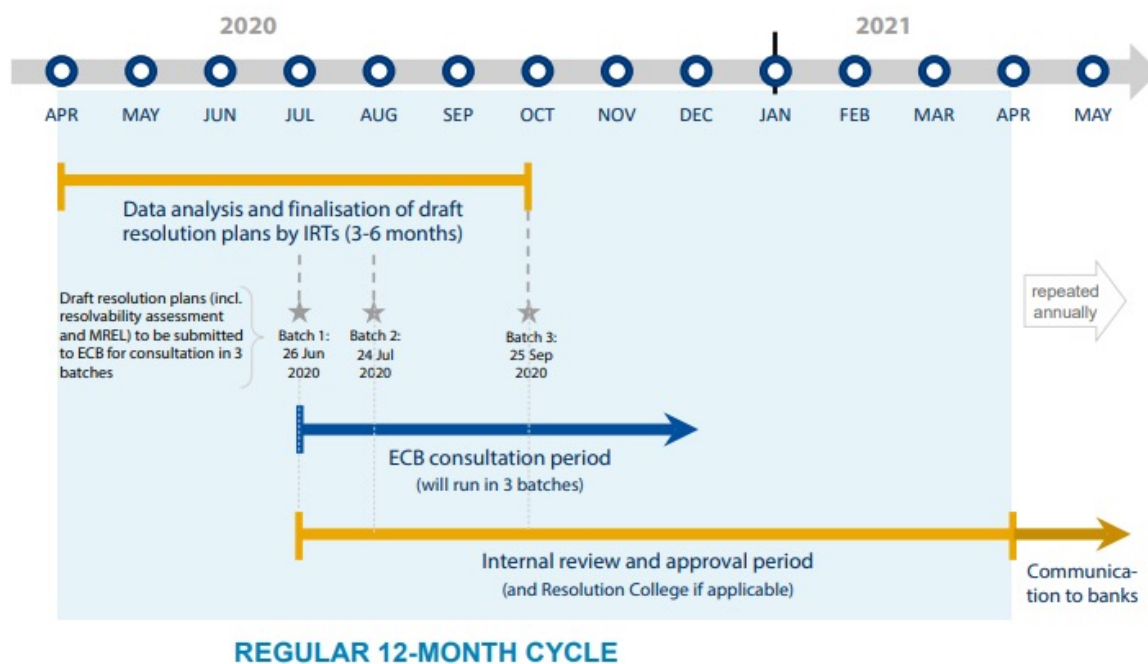 2020
2021
APR MAY JUN JUL AUG SEP OCT NOV DEC JAN FEB MAR APR MAY
Data analysis and finalisation of draft
resolution plans by IRTs (3-6 months)
Draft resolution plans (incl.
resolvability assessment
and MREL) to be submitted
to ECB for consultation in 3
batches
Batch 1:
26 Jun
2020
Batch 2:
24 Jul
2020
Batch 3:
25 Sep
2020
repeated
annually
ECB consultation period
(will run in 3 batches)
Internal review and approval period
(and Resolution College if applicable)
Communica-
tion to banks
REGULAR 12-MONTH CYCLE